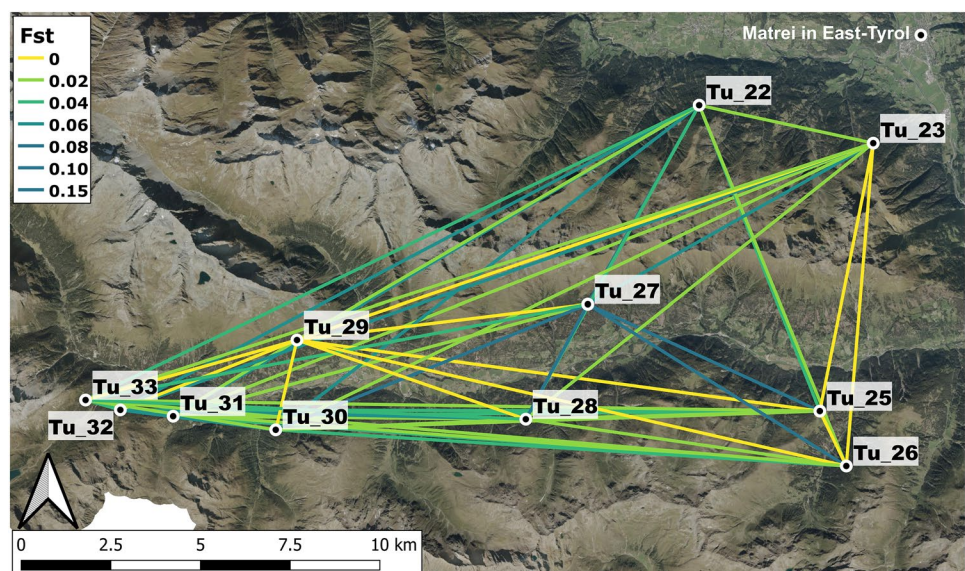 Fst
0
0.02
0.04
0.06
0.08
0.10
0.15
Matrei in East-Tyrol
Tu_22
Tu_23
Tu_27
Tu_29
Tu_33
Tu_31
Tu_32
Tu_30
Tu_28
Tu_25
Tu_26
0 2.5 5 7.5 10 km